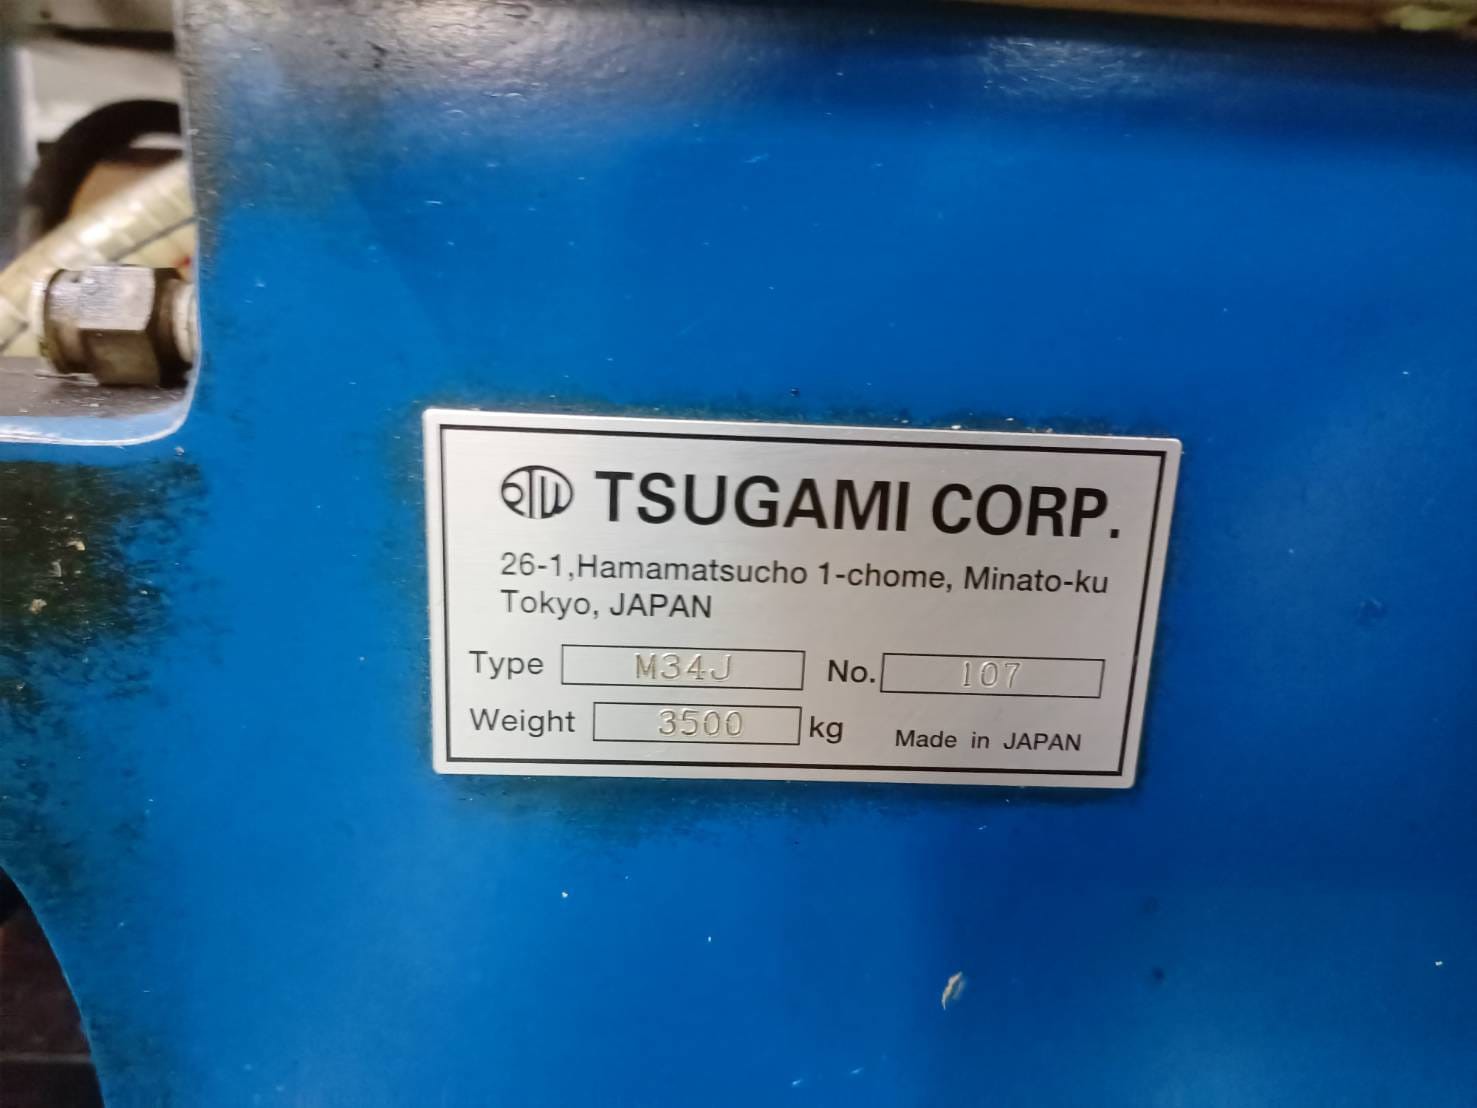 TSUGAMI CORP.
26-1,Hamamatsucho 1-chome, Minato-ku
Tokyo, JAPAN
Type M34J No. 107
Weight 3500 kg Made in JAPAN